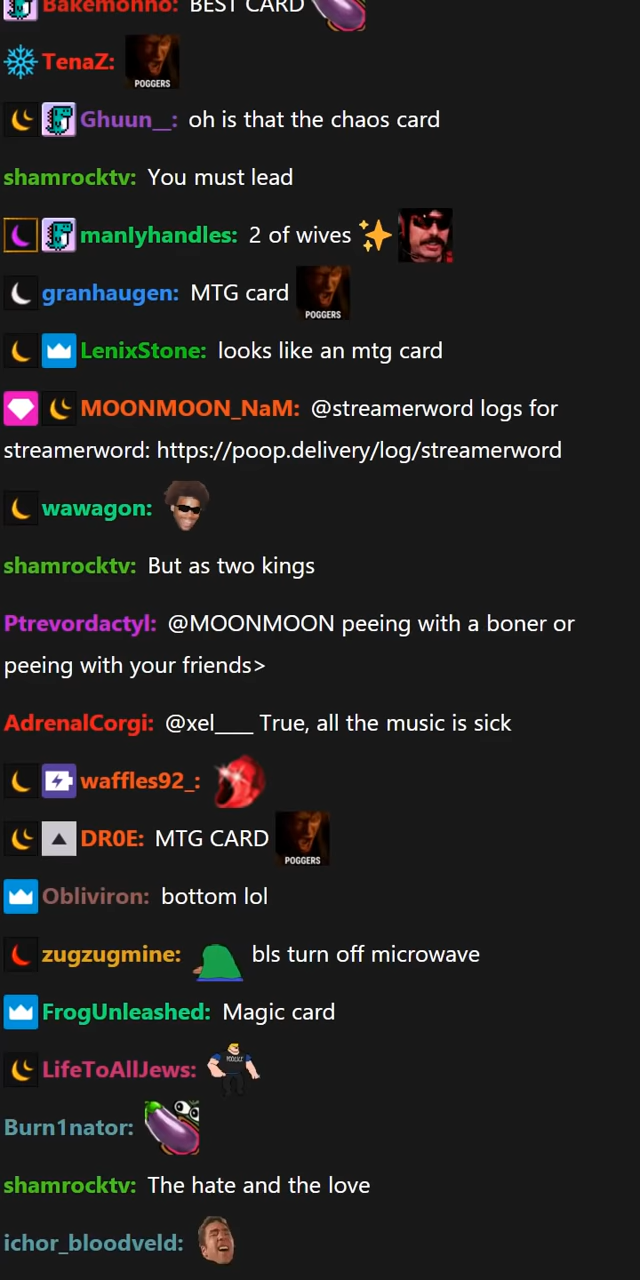 Bakemonho: BEST CARD
TenaZ: POGGERS
Ghuun__: oh is that the chaos card
shamrocktv: You must lead
manlyhandles: 2 of wives
granhaugen: MTG card POGGERS
LenixStone: looks like an mtg card
MOONMOON_NaM: @streamerword logs for
streamerword: https://poop.delivery/log/streamerword
wawagon:
shamrocktv: But as two kings
Ptrevordactyl: @MOONMOON peeing with a boner or
peeing with your friends>
AdrenalCorgi: @xel____ True, all the music is sick
waffles92_:
DR0E: MTG CARD POGGERS
Obliviron: bottom lol
zugzugmine: bls turn off microwave
FrogUnleashed: Magic card
LifeToAllJews:
Burn1nator:
shamrocktv: The hate and the love
ichor_bloodveld: